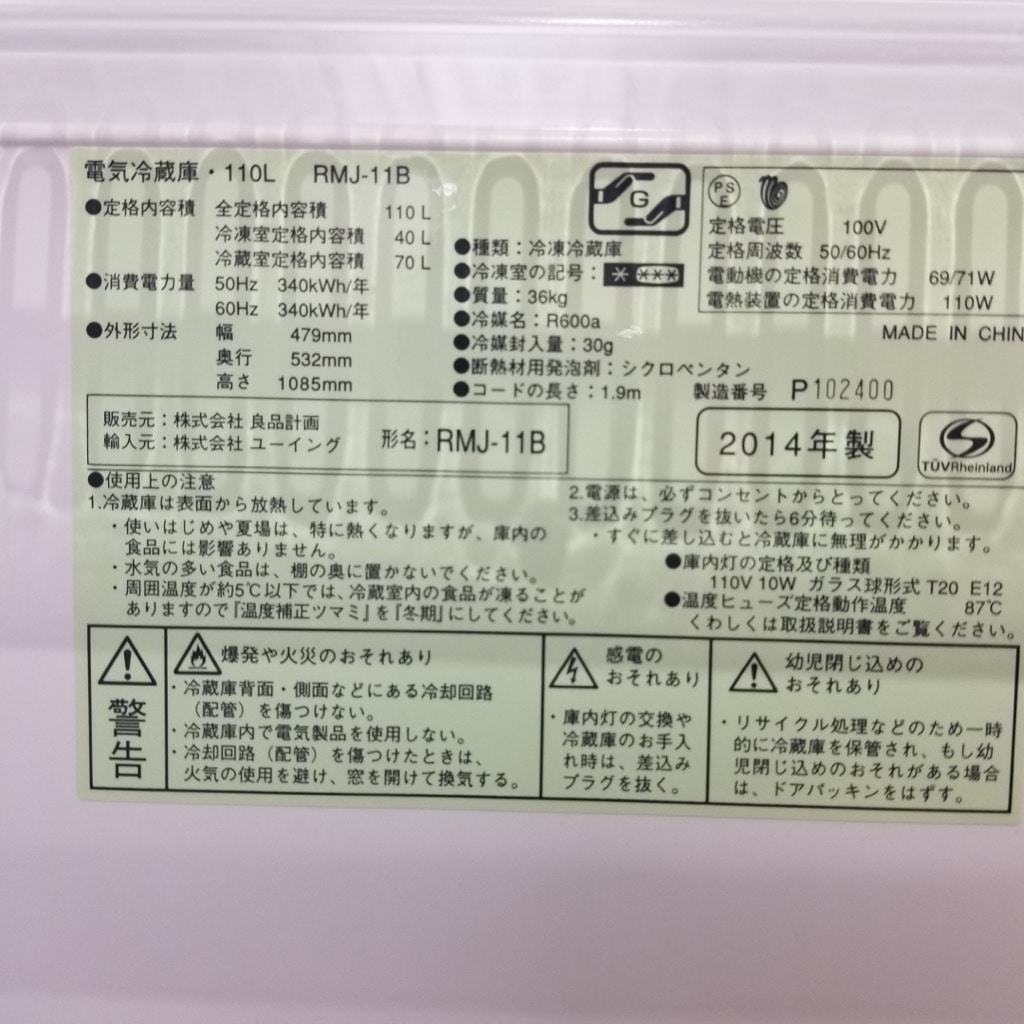 電気冷蔵庫・110L RMJ-11B
●定格内容積 全定格内容積 110 L
冷凍室定格内容積 40 L
冷蔵室定格内容積 70 L
●消費電力量 50Hz 340kWh/年
60Hz 340kWh/年
●外形寸法 幅 479mm
奥行 532mm
高さ 1085mm
G
●種類：冷凍冷蔵庫
●冷凍室の記号：
●質量：36kg
●冷媒名：R600a
●冷媒封入量：30g
●断熱材用発泡剤：シクロペンタン
●コードの長さ：1.9m
PS
E
定格電圧 100V
定格周波数 50/60Hz
電動機の定格消費電力 69/71W
電熱装置の定格消費電力 110W
MADE IN CHIN
製造番号 P102400
販売元：株式会社 良品計画
輸入元：株式会社 ユーイング
形名：RMJ-11B
2014年製
TÜVRheinland
●使用上の注意
1.冷蔵庫は表面から放熱しています。
・使いはじめや夏場は、特に熱くなりますが、庫内の
食品には影響ありません。
・水気の多い食品は、棚の奥に置かないでください。
・周囲温度が約5℃以下では、冷蔵室内の食品が凍ることが
ありますので『温度補正ツマミ』を『冬期』にしてください。
2.電源は、必ずコンセントからとってください。
3.差込みプラグを抜いたら6分待ってください。
・すぐに差し込むと冷蔵庫に無理がかかります。
●庫内灯の定格及び種類
110V 10W ガラス球形式 T20 E12
●温度ヒューズ定格動作温度 87℃
くわしくは取扱説明書をご覧ください。
警告
爆発や火災のおそれあり
・冷蔵庫背面・側面などにある冷却回路
（配管）を傷つけない。
・冷蔵庫内で電気製品を使用しない。
・冷却回路（配管）を傷つけたときは、
火気の使用を避け、窓を開けて換気する。
感電の
おそれあり
・庫内灯の交換や
冷蔵庫のお手入
れ時は、差込み
プラグを抜く。
幼児閉じ込めの
おそれあり
・リサイクル処理などのため一時
的に冷蔵庫を保管され、もし幼
児閉じ込めのおそれがある場合
は、ドアパッキンをはずす。